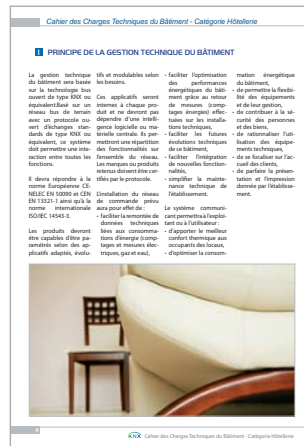 Cahier des Charges Techniques du Bâtiment - Catégorie Hôtellerie
1 PRINCIPE DE LA GESTION TECHNIQUE DU BÂTIMENT
La gestion technique
du bâtiment sera basée
sur la technologie bus
ouvert de type KNX ou
équivalent.Basé sur un
réseau bus de terrain
avec un protocole ou-
vert d'échanges stan-
dards de type KNX ou
équivalent, ce système
doit permettre une inte-
raction entre toutes les
fonctions.
Il devra répondre à la
norme Européenne CE-
NELEC EN 50090 et CEN
EN 13321-1 ainsi qu'à la
norme internationale
ISO/IEC 14543-3.
Les produits devront
être capables d'être pa-
ramétrés selon des ap-
plicatifs adaptés, évolu-
tifs et modulables selon
les besoins.
Ces applicatifs seront
internes à chaque pro-
duit et ne devront pas
dépendre d'une intelli-
gence logicielle ou ma-
térielle centrale. Ils per-
mettront une répartition
des fonctionnalités sur
l'ensemble du réseau.
Les marques ou produits
retenus doivent être cer-
tifiés par le protocole.
L'installation du réseau
de commande prévu
aura pour effet de :
• faciliter la remontée de
données techniques
liées aux consomma-
tions d'énergie (comp-
tages et mesures élec-
triques, gaz et eau),
• faciliter l'optimisation
des performances
énergétiques du bâti-
ment grâce au retour
de mesures (comp-
tages énergies) effec-
tuées sur les installa-
tions techniques,
• faciliter les futures
évolutions techniques
de ce bâtiment,
• faciliter l'intégration
de nouvelles fonction-
nalités,
• simplifier la mainte-
nance technique de
l'établissement.
Le système communi-
cant permettra à l'exploi-
tant ou à l'utilisateur :
• d'apporter le meilleur
confort thermique aux
occupants des locaux,
• d'optimiser la consom-
mation énergétique
du bâtiment,
• de permettre la flexibi-
lité des équipements
et de leur gestion,
• de contribuer à la sé-
curité des personnes
et des biens,
• de rationaliser l'uti-
lisation des équipe-
ments techniques,
• de se focaliser sur l'ac-
cueil des clients,
• de parfaire la présen-
tation et l'impression
donnée par l'établisse-
ment.
4
KNX Cahier des Charges Techniques du Bâtiment - Catégorie Hôtellerie